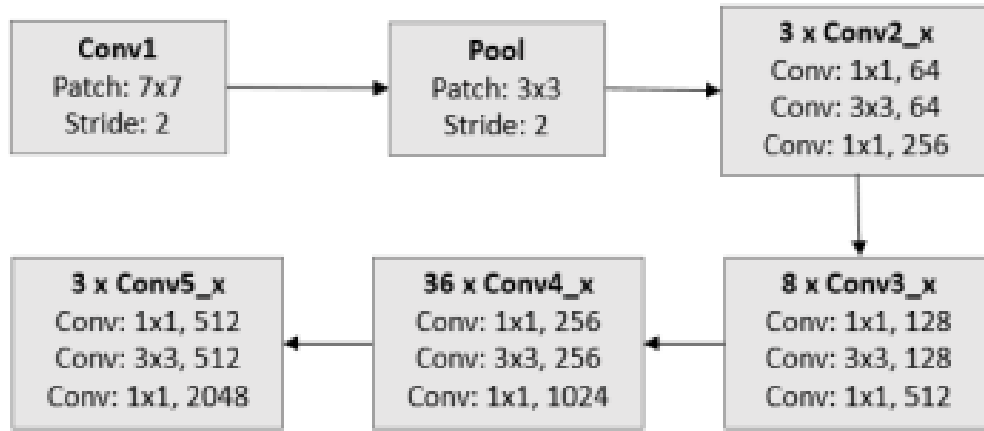 Conv1
Patch: 7x7
Stride: 2
Pool
Patch: 3x3
Stride: 2
3 x Conv2_x
Conv: 1x1, 64
Conv: 3x3, 64
Conv: 1x1, 256
8 x Conv3_x
Conv: 1x1, 128
Conv: 3x3, 128
Conv: 1x1, 512
36 x Conv4_x
Conv: 1x1, 256
Conv: 3x3, 256
Conv: 1x1, 1024
3 x Conv5_x
Conv: 1x1, 512
Conv: 3x3, 512
Conv: 1x1, 2048